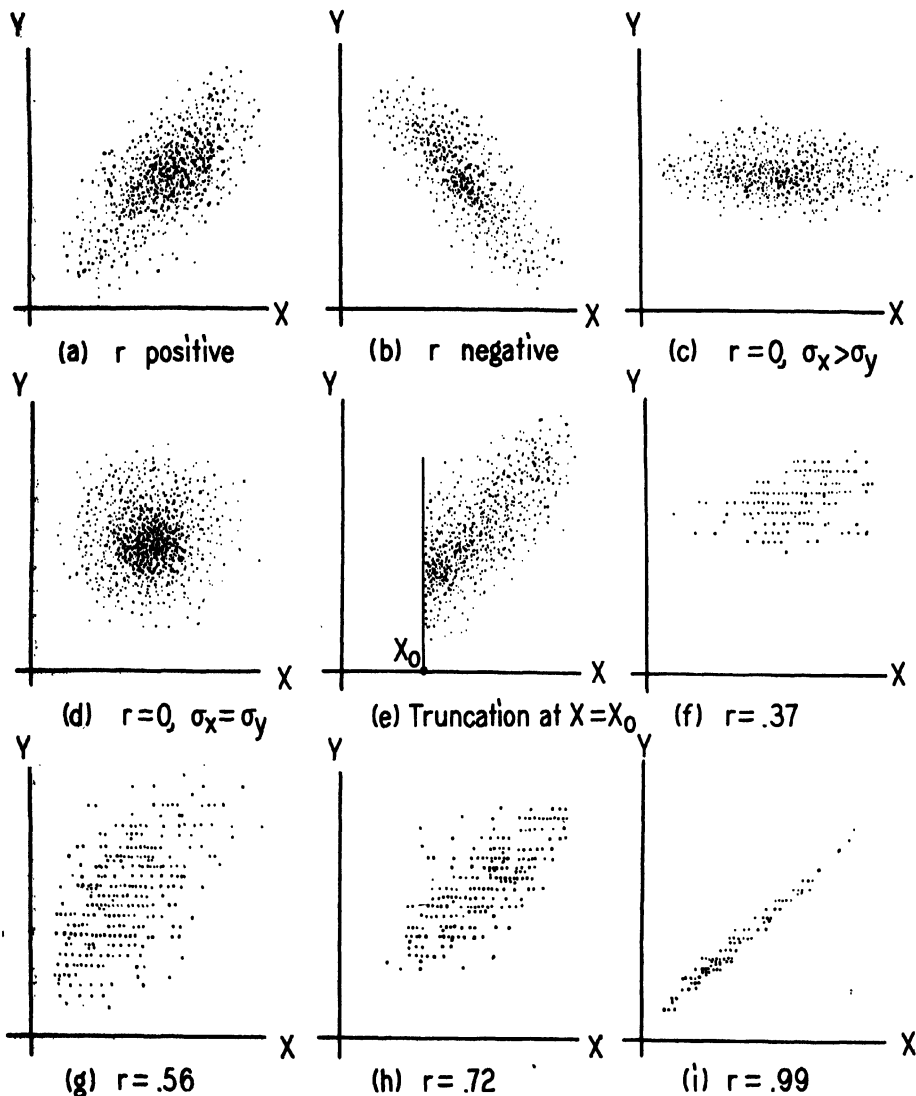 Y Y Y
X X X
(a) r positive (b) r negative (c) r=0, σx>σy
Y Y Y
X₀
X X X
(d) r=0, σx=σy (e) Truncation at X=X₀ (f) r=.37
Y Y Y
X X X
(g) r=.56 (h) r=.72 (i) r=.99